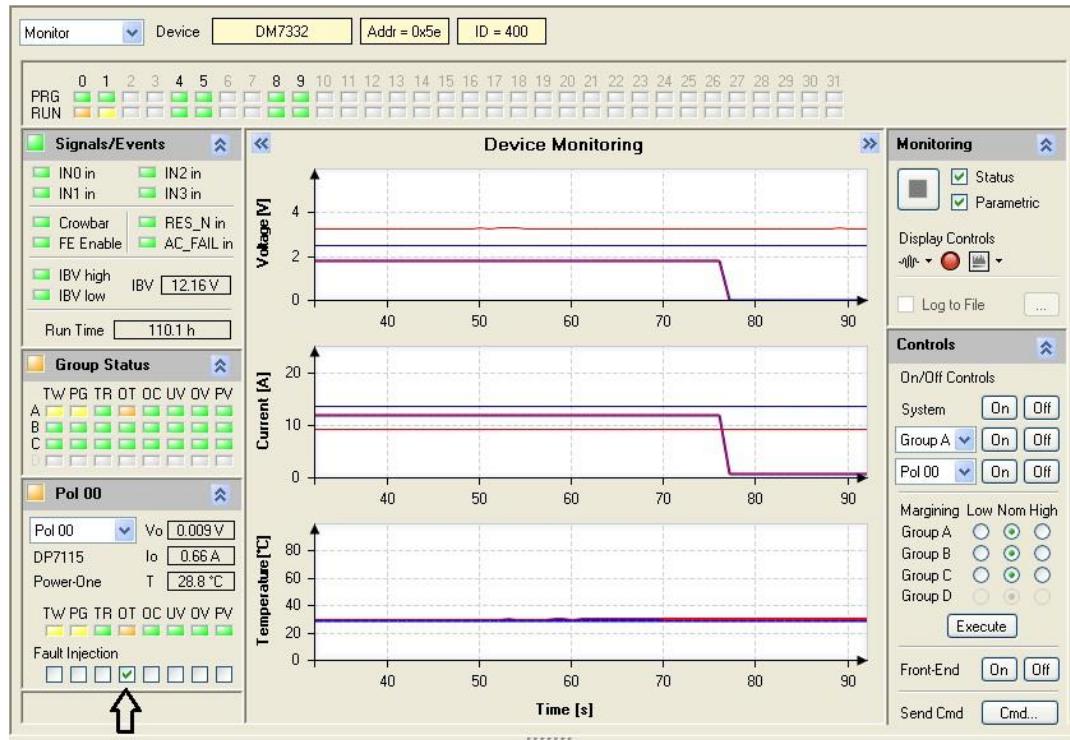 Monitor Device DM7332 Addr = 0x5e ID = 400
0 1 2 3 4 5 6 7 8 9 10 11 12 13 14 15 16 17 18 19 20 21 22 23 24 25 26 27 28 29 30 31
PRG
RUN
Signals/Events
IN0 in IN2 in
IN1 in IN3 in
Crowbar RES_N in
FE Enable AC_FAIL in
IBV high
IBV low
IBV 12.16 V
Run Time 110.1 h
Group Status
TW PG TR OT OC UV OV PV
A
B
C
D
Pol 00
Pol 00 Vo 0.009 V
DP7115 Io 0.66 A
Power-One T 28.8 °C
TW PG TR OT OC UV OV PV
Fault Injection
Device Monitoring
Voltage [V]
4
2
0
40 50 60 70 80 90
Current [A]
20
10
0
40 50 60 70 80 90
Temperature [°C]
80
60
40
20
0
40 50 60 70 80 90
Time [s]
Monitoring
Status
Parametric
Display Controls
Log to File ...
Controls
On/Off Controls
System On Off
Group A On Off
Pol 00 On Off
Margining Low Nom High
Group A
Group B
Group C
Group D
Execute
Front-End On Off
Send Cmd Cmd...